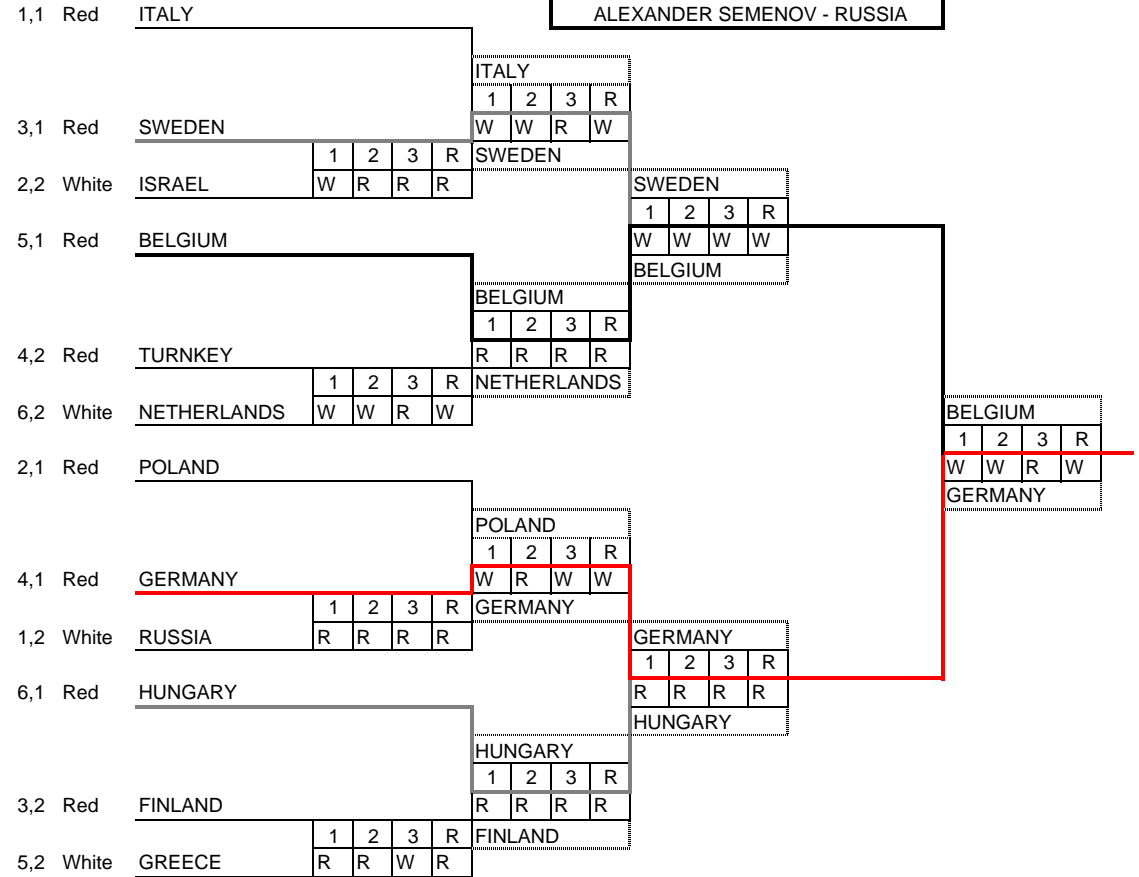 1,1 Red ITALY ALEXANDER SEMENOV - RUSSIA
ITALY
1 2 3 R
3,1 Red SWEDEN W W R W
1 2 3 R SWEDEN
2,2 White ISRAEL W R R R SWEDEN
1 2 3 R
5,1 Red BELGIUM W W W W
BELGIUM
BELGIUM
1 2 3 R
4,2 Red TURNKEY R R R R
1 2 3 R NETHERLANDS
6,2 White NETHERLANDS W W R W BELGIUM
1 2 3 R
2,1 Red POLAND W W R W
GERMANY
POLAND
1 2 3 R
4,1 Red GERMANY W R W W
1 2 3 R GERMANY
1,2 White RUSSIA R R R R GERMANY
1 2 3 R
6,1 Red HUNGARY R R R R
HUNGARY
HUNGARY
1 2 3 R
3,2 Red FINLAND R R R R
1 2 3 R FINLAND
5,2 White GREECE R R W R